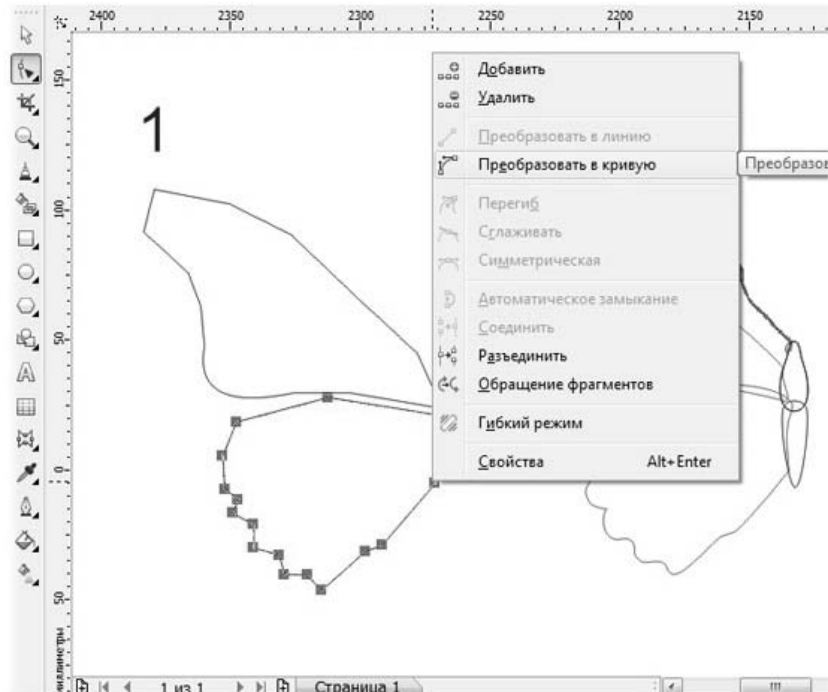 2400 2350 2300 2250 2200 2150
150
100
50
0
50
миллиметры
1
Добавить
Удалить
Преобразовать в линию
Преобразовать в кривую
Преобразов
Перегиб
Сглаживать
Симметрическая
Автоматическое замыкание
Соединить
Разъединить
Обращение фрагментов
Гибкий режим
Свойства Alt+Enter
1 из 1 Страница 1